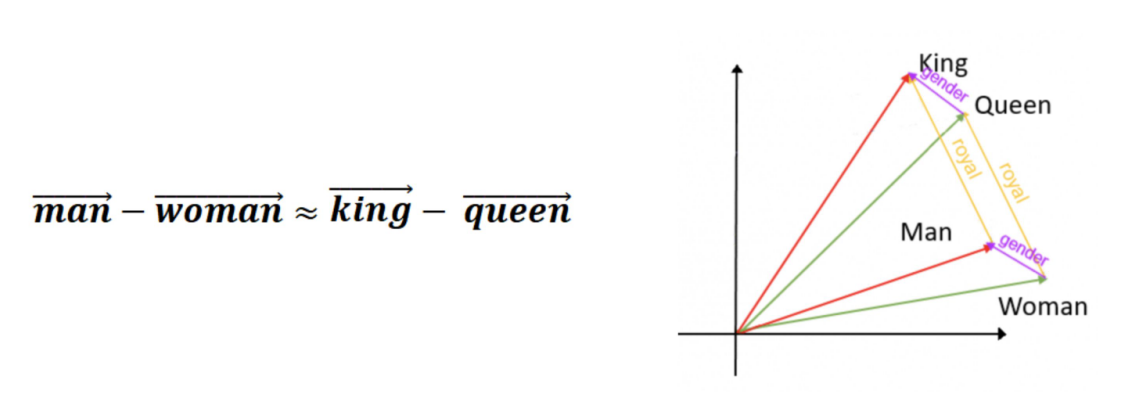 man − woman ≈ king − queen
King
gender
Queen
royal
royal
Man
gender
Woman